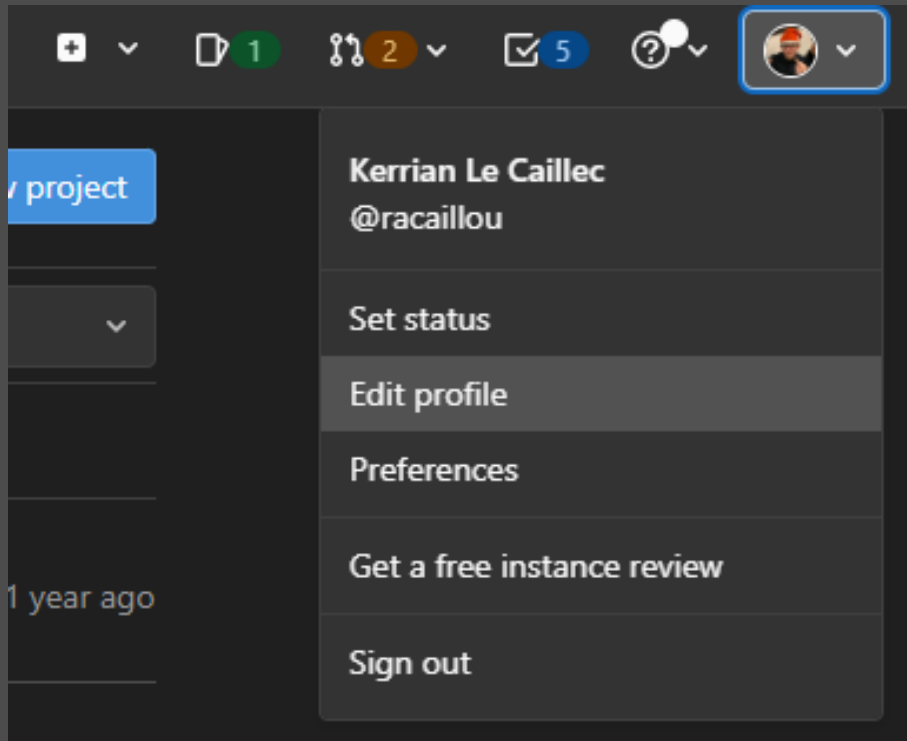 1
2
5
project
Kerrian Le Caillec
@racaillou
Set status
Edit profile
Preferences
Get a free instance review
1 year ago
Sign out